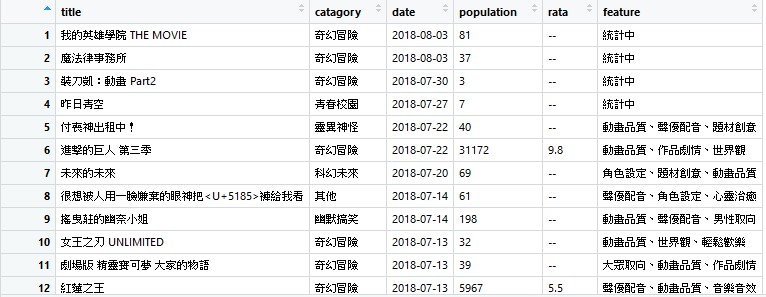 title catagory date population rata feature
1 我的英雄學院 THE MOVIE 奇幻冒險 2018-08-03 81 -- 統計中
2 魔法律事務所 奇幻冒險 2018-08-03 37 -- 統計中
3 裝刀凱：動畫 Part2 奇幻冒險 2018-07-30 3 -- 統計中
4 昨日青空 青春校園 2018-07-27 7 -- 統計中
5 付喪神出租中！ 靈異神怪 2018-07-22 40 -- 動畫品質、聲優配音、題材創意
6 進擊的巨人 第三季 奇幻冒險 2018-07-22 31172 9.8 動畫品質、作品劇情、世界觀
7 未來的未來 科幻未來 2018-07-20 69 -- 角色設定、題材創意、動畫品質
8 很想被人用一臉嫌棄的眼神把<U+5185>褲給我看 其他 2018-07-14 61 -- 聲優配音、角色設定、心靈治癒
9 搖曳莊的幽奈小姐 幽默搞笑 2018-07-14 198 -- 動畫品質、聲優配音、男性取向
10 女王之刃 UNLIMITED 奇幻冒險 2018-07-13 32 -- 動畫品質、世界觀、輕鬆歡樂
11 劇場版 精靈寶可夢 大家的物語 奇幻冒險 2018-07-13 39 -- 大眾取向、動畫品質、作品劇情
12 紅蓮之王 奇幻冒險 2018-07-13 5967 5.5 聲優配音、動畫品質、音樂音效